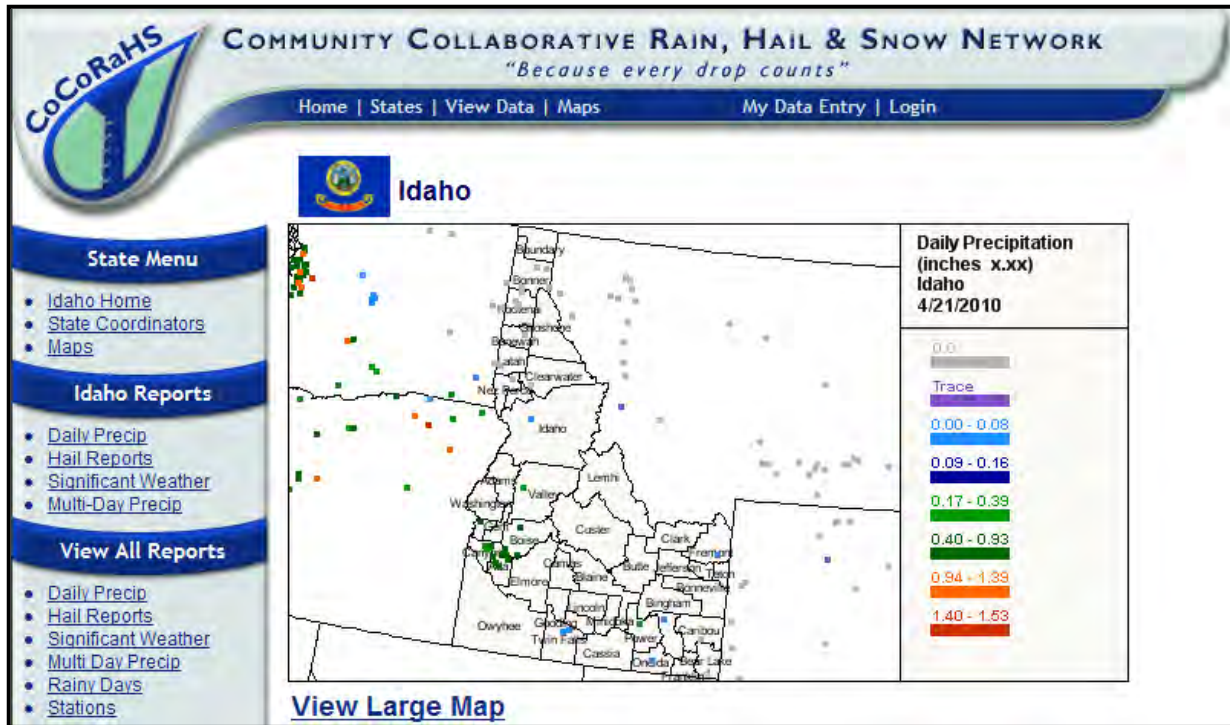 CoCoRaHS
COMMUNITY COLLABORATIVE RAIN, HAIL & SNOW NETWORK
"Because every drop counts"
Home | States | View Data | Maps
My Data Entry | Login
Idaho
State Menu
Idaho Home
State Coordinators
Maps
Idaho Reports
Daily Precip
Hail Reports
Significant Weather
Multi-Day Precip
View All Reports
Daily Precip
Hail Reports
Significant Weather
Multi Day Precip
Rainy Days
Stations
Boundary
Bonner
Kootenai
Shoshone
Benewah
Latah
Clearwater
Nez Perce
Idaho
Lemhi
Adams
Valley
Washington
Custer
Boise
Clark
Fremont
Camas
Butte
Jefferson
Teton
Blaine
Elmore
Bonneville
Bingham
Lincoln
Owyhee
Gooding
Minidoka
Caribou
Twin Falls
Power
Cassia
Oneida
Bear Lake
Daily Precipitation
(inches x.xx)
Idaho
4/21/2010
0.0
Trace
0.00 - 0.08
0.09 - 0.16
0.17 - 0.39
0.40 - 0.93
0.94 - 1.39
1.40 - 1.53
View Large Map